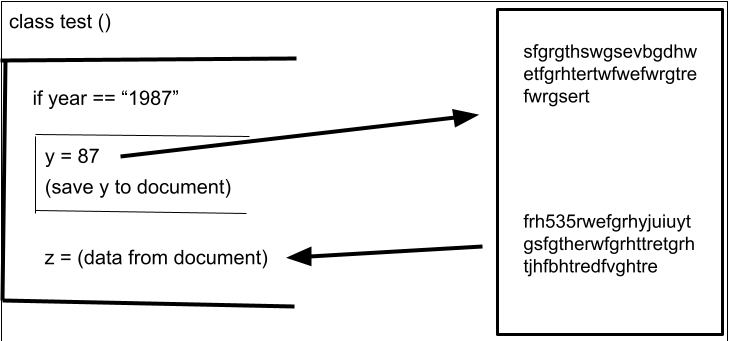 class test ()
if year == “1987”
y = 87
(save y to document)
z = (data from document)
sfgrgthswgsevbgdhw
etfgrhtertwfwefwrgtre
fwrgsert
frh535rwefgrhyjuiuyt
gsfgtherwfgrhttretgrh
tjhfbhtredfvghtre